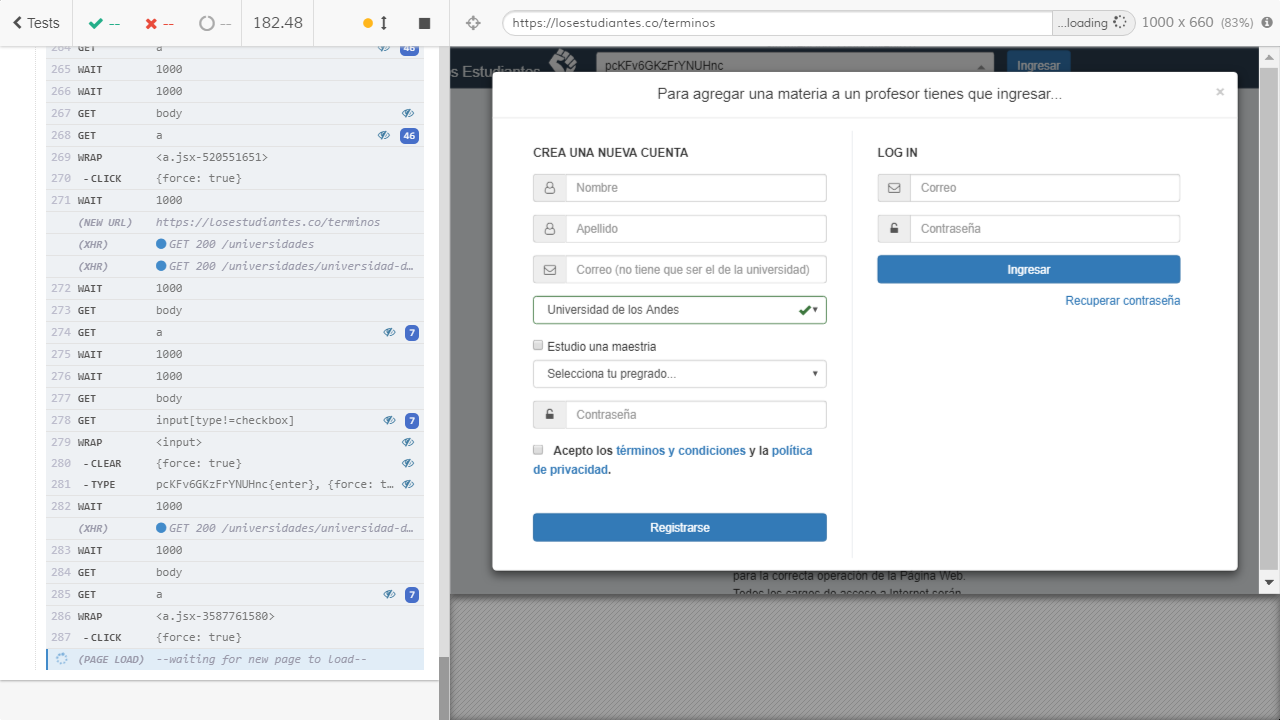 Tests
--
--
--
182.48
https://losestudiantes.co/terminos
...loading
1000 x 660 (83%)
264 GET a 46
265 WAIT 1000
266 WAIT 1000
267 GET body
268 GET a 46
269 WRAP <a.jsx-520551651>
270 -CLICK {force: true}
271 WAIT 1000
(NEW URL) https://losestudiantes.co/terminos
(XHR) GET 200 /universidades
(XHR) GET 200 /universidades/universidad-d…
272 WAIT 1000
273 GET body
274 GET a 7
275 WAIT 1000
276 WAIT 1000
277 GET body
278 GET input[type!=checkbox] 7
279 WRAP <input>
280 -CLEAR {force: true}
281 -TYPE pcKFv6GKzFrYNUHnc{enter}, {force: t…
282 WAIT 1000
(XHR) GET 200 /universidades/universidad-d…
283 WAIT 1000
284 GET body
285 GET a 7
286 WRAP <a.jsx-3587761580>
287 -CLICK {force: true}
(PAGE LOAD) --waiting for new page to load--
s Estudiantes
pcKFv6GKzFrYNUHnc
Ingresar
Para agregar una materia a un profesor tienes que ingresar...
×
CREA UNA NUEVA CUENTA
Nombre
Apellido
Correo (no tiene que ser el de la universidad)
Universidad de los Andes
Estudio una maestria
Selecciona tu pregrado...
Contraseña
Acepto los términos y condiciones y la política
de privacidad.
Registrarse
LOG IN
Correo
Contraseña
Ingresar
Recuperar contraseña
para la correcta operación de la Página Web.
Todos los cargos de acceso a Internet serán